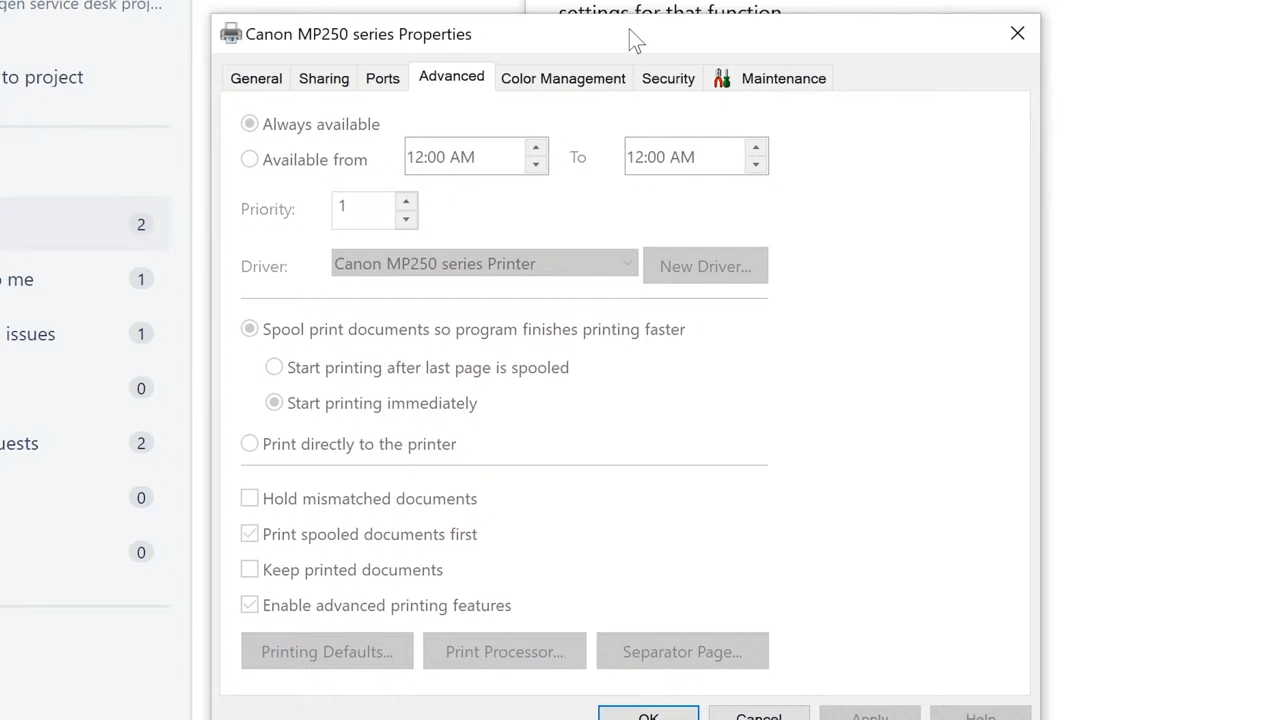 gen service desk proj...
settings for that function
Canon MP250 series Properties
to project
General Sharing Ports Advanced Color Management Security Maintenance
Always available
Available from 12:00 AM To 12:00 AM
Priority: 1
2
Driver: Canon MP250 series Printer New Driver...
me 1
Spool print documents so program finishes printing faster
issues 1
Start printing after last page is spooled
0
Start printing immediately
uests 2
Print directly to the printer
0
Hold mismatched documents
Print spooled documents first
0
Keep printed documents
Enable advanced printing features
Printing Defaults... Print Processor... Separator Page...
OK Cancel Apply Help